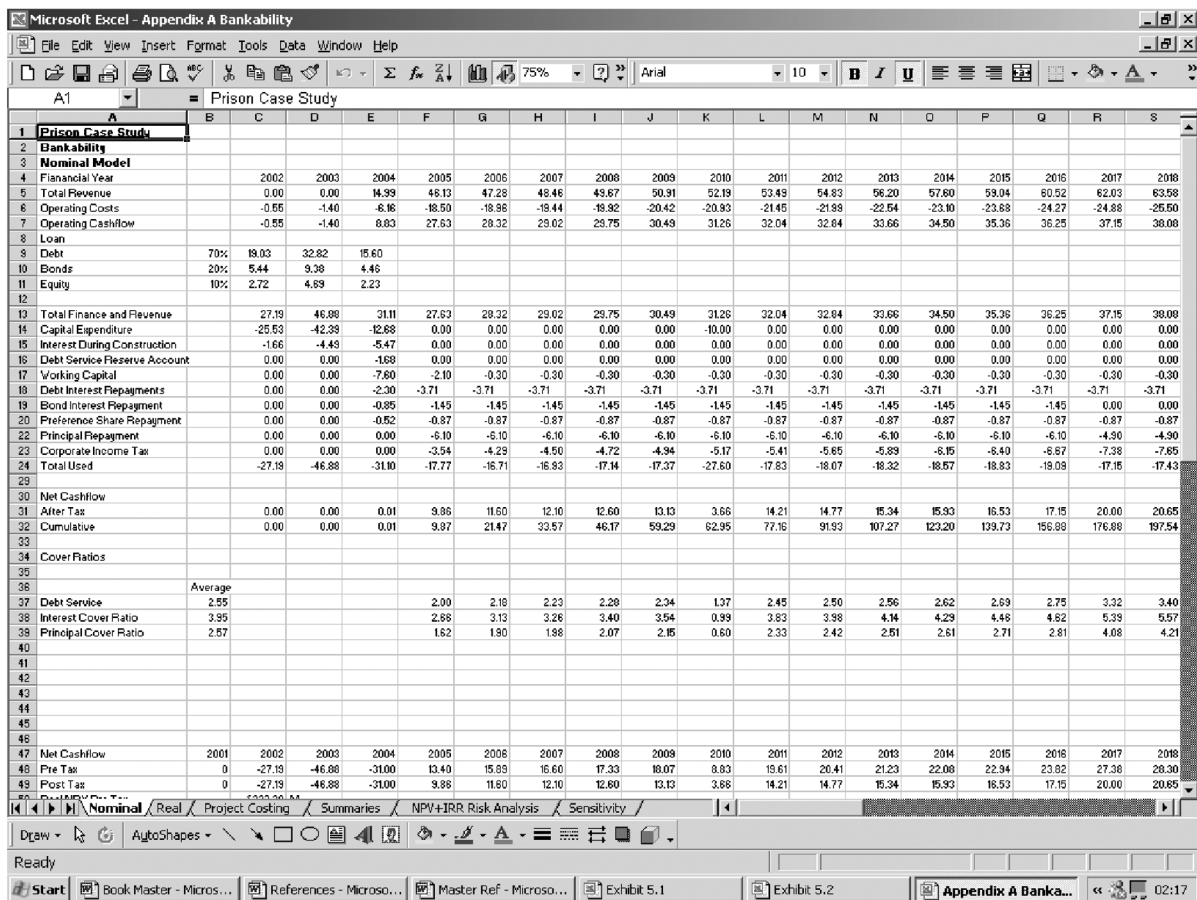 Microsoft Excel - Appendix A Bankability
File Edit View Insert Format Tools Data Window Help
75% Arial 10 B I U
A1 = Prison Case Study
A B C D E F G H I J K L M N O P Q R S
1 Prison Case Study
2 Bankability
3 Nominal Model
4 Fianancial Year 2002 2003 2004 2005 2006 2007 2008 2009 2010 2011 2012 2013 2014 2015 2016 2017 2018
5 Total Revenue 0.00 0.00 14.99 46.13 47.28 48.46 49.67 50.91 52.19 53.49 54.83 56.20 57.60 59.04 60.52 62.03 63.58
6 Operating Costs -0.55 -1.40 -6.16 -18.50 -18.96 -19.44 -19.92 -20.42 -20.93 -21.45 -21.99 -22.54 -23.10 -23.68 -24.27 -24.88 -25.50
7 Operating Cashflow -0.55 -1.40 8.83 27.63 28.32 29.02 29.75 30.49 31.26 32.04 32.84 33.66 34.50 35.36 36.25 37.15 38.08
8 Loan
9 Debt 70% 19.03 32.82 15.60
10 Bonds 20% 5.44 9.38 4.46
11 Equity 10% 2.72 4.69 2.23
12
13 Total Finance and Revenue 27.19 46.88 31.11 27.63 28.32 29.02 29.75 30.49 31.26 32.04 32.84 33.66 34.50 35.36 36.25 37.15 38.08
14 Capital Expenditure -25.53 -42.39 -12.68 0.00 0.00 0.00 0.00 0.00 -10.00 0.00 0.00 0.00 0.00 0.00 0.00 0.00 0.00
15 Interest During Construction -1.66 -4.49 -5.47 0.00 0.00 0.00 0.00 0.00 0.00 0.00 0.00 0.00 0.00 0.00 0.00 0.00 0.00
16 Debt Service Reserve Account 0.00 0.00 -1.68 0.00 0.00 0.00 0.00 0.00 0.00 0.00 0.00 0.00 0.00 0.00 0.00 0.00 0.00
17 Working Capital 0.00 0.00 -7.60 -2.10 -0.30 -0.30 -0.30 -0.30 -0.30 -0.30 -0.30 -0.30 -0.30 -0.30 -0.30 -0.30 -0.30
18 Debt Interest Repayments 0.00 0.00 -2.30 -3.71 -3.71 -3.71 -3.71 -3.71 -3.71 -3.71 -3.71 -3.71 -3.71 -3.71 -3.71 -3.71 -3.71
19 Bond Interest Repayment 0.00 0.00 -0.85 -1.45 -1.45 -1.45 -1.45 -1.45 -1.45 -1.45 -1.45 -1.45 -1.45 -1.45 -1.45 0.00 0.00
20 Preference Share Repayment 0.00 0.00 -0.52 -0.87 -0.87 -0.87 -0.87 -0.87 -0.87 -0.87 -0.87 -0.87 -0.87 -0.87 -0.87 -0.87 -0.87
22 Principal Repayment 0.00 0.00 0.00 -6.10 -6.10 -6.10 -6.10 -6.10 -6.10 -6.10 -6.10 -6.10 -6.10 -6.10 -6.10 -4.90 -4.90
23 Corporate Income Tax 0.00 0.00 0.00 -3.54 -4.29 -4.50 -4.72 -4.94 -5.17 -5.41 -5.65 -5.89 -6.15 -6.40 -6.67 -7.38 -7.65
24 Total Used -27.19 -46.88 -31.10 -17.77 -16.71 -16.93 -17.14 -17.37 -27.60 -17.83 -18.07 -18.32 -18.57 -18.83 -19.09 -17.15 -17.43
29
30 Net Cashflow
31 After Tax 0.00 0.00 0.01 9.86 11.60 12.10 12.60 13.13 3.66 14.21 14.77 15.34 15.93 16.53 17.15 20.00 20.65
32 Cumulative 0.00 0.00 0.01 9.87 21.47 33.57 46.17 59.29 62.95 77.16 91.93 107.27 123.20 139.73 156.88 176.88 197.54
33
34 Cover Ratios
35
36 Average
37 Debt Service 2.55 2.00 2.18 2.23 2.28 2.34 1.37 2.45 2.50 2.56 2.62 2.69 2.75 3.32 3.40
38 Interest Cover Ratio 3.95 2.66 3.13 3.26 3.40 3.54 0.99 3.83 3.98 4.14 4.29 4.46 4.62 5.39 5.57
39 Principal Cover Ratio 2.57 1.62 1.90 1.98 2.07 2.15 0.60 2.33 2.42 2.51 2.61 2.71 2.81 4.08 4.21
40
41
42
43
44
45
46
47 Net Cashflow 2001 2002 2003 2004 2005 2006 2007 2008 2009 2010 2011 2012 2013 2014 2015 2016 2017 2018
48 Pre Tax 0 -27.19 -46.88 -31.00 13.40 15.89 16.60 17.33 18.07 8.83 19.61 20.41 21.23 22.08 22.94 23.82 27.38 28.30
49 Post Tax 0 -27.19 -46.88 -31.00 9.86 11.60 12.10 12.60 13.13 3.66 14.21 14.77 15.34 15.93 16.53 17.15 20.00 20.65
Nominal Real Project Costing Summaries NPV+IRR Risk Analysis Sensitivity
Draw AutoShapes
Ready
Start Book Master - Micros... References - Microso... Master Ref - Microso... Exhibit 5.1 Exhibit 5.2 Appendix A Banka... 02:17